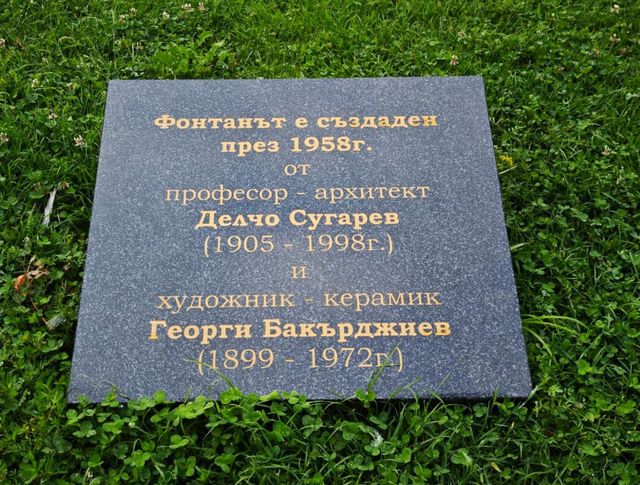 Фонтанът е създаден
през 1958г.
от
професор - архитект
Делчо Сугарев
(1905 - 1998г.)
и
художник - керамик
Георги Бакърджиев
(1899 - 1972г.)